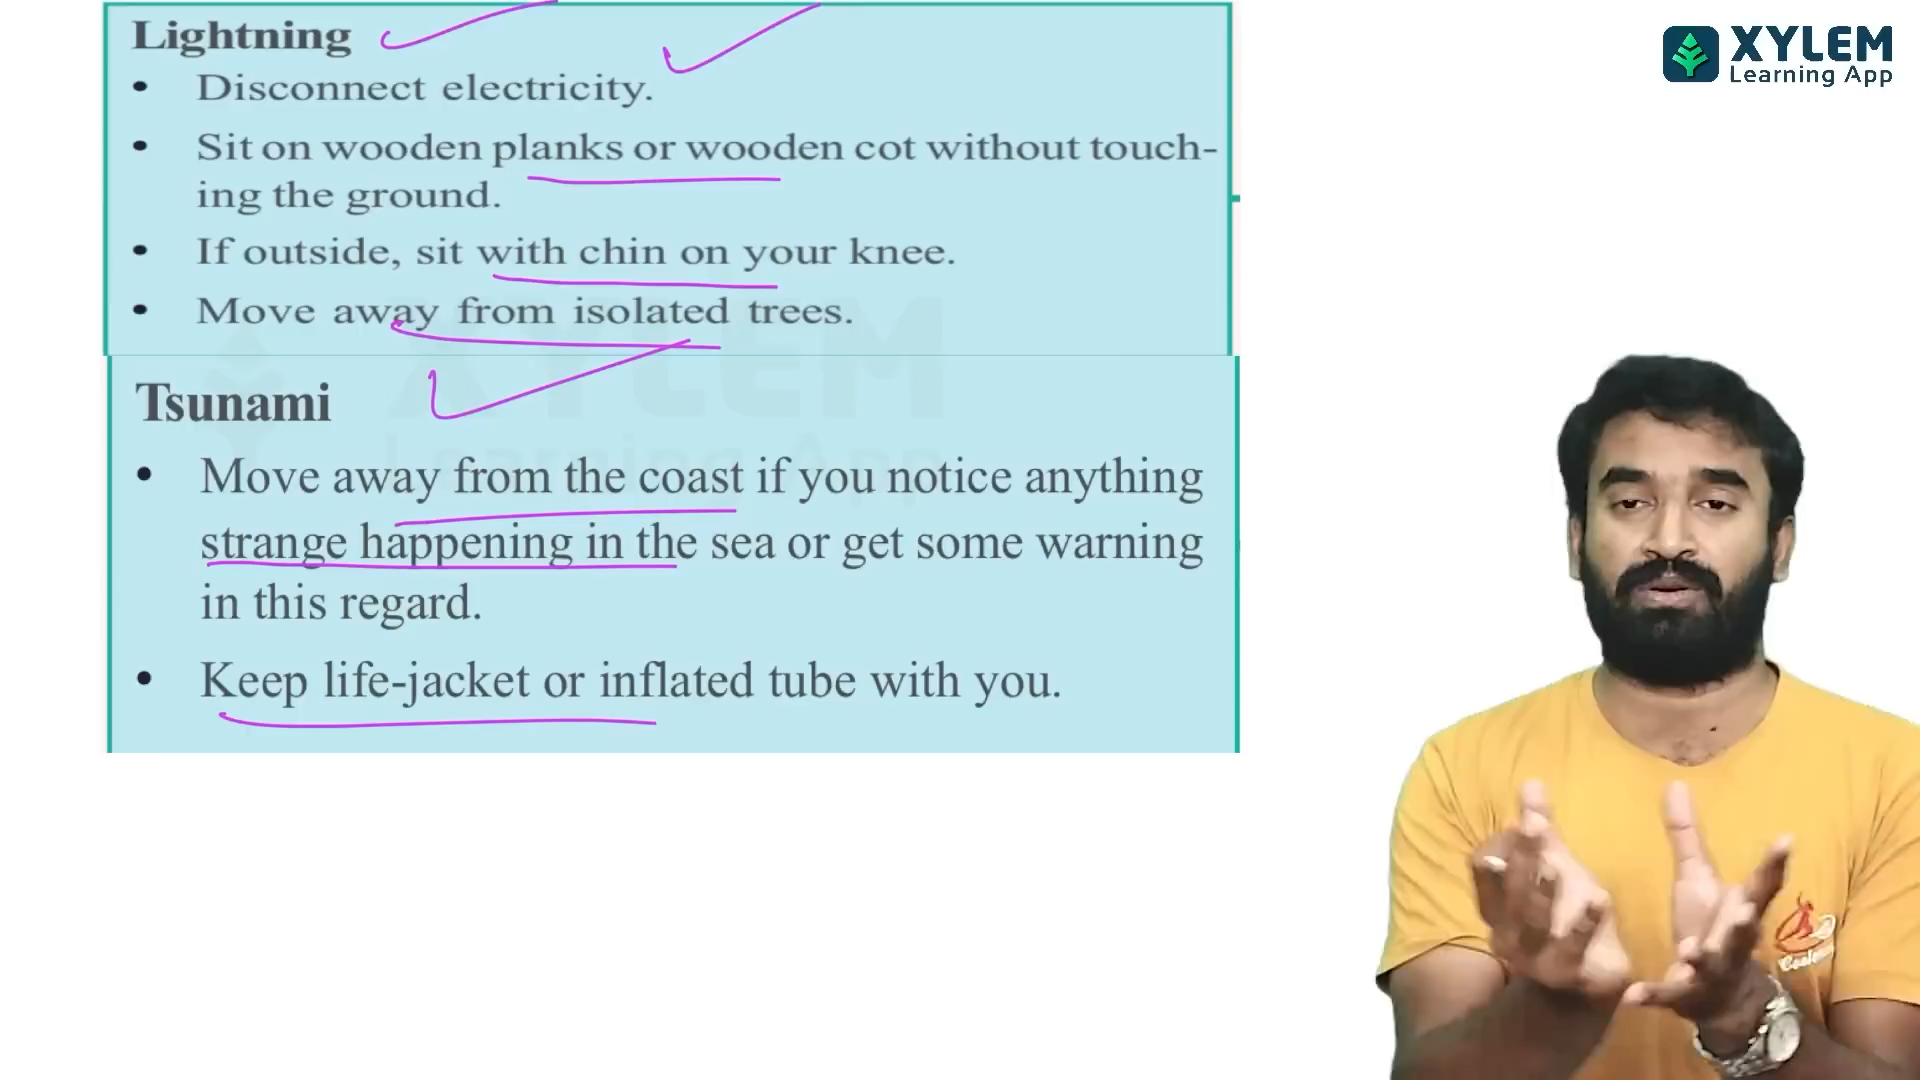 Lightning
• Disconnect electricity.
• Sit on wooden planks or wooden cot without touch-
ing the ground.
• If outside, sit with chin on your knee.
• Move away from isolated trees.
Tsunami
• Move away from the coast if you notice anything
strange happening in the sea or get some warning
in this regard.
• Keep life-jacket or inflated tube with you.
XYLEM
Learning App
XYLEM
Learning App